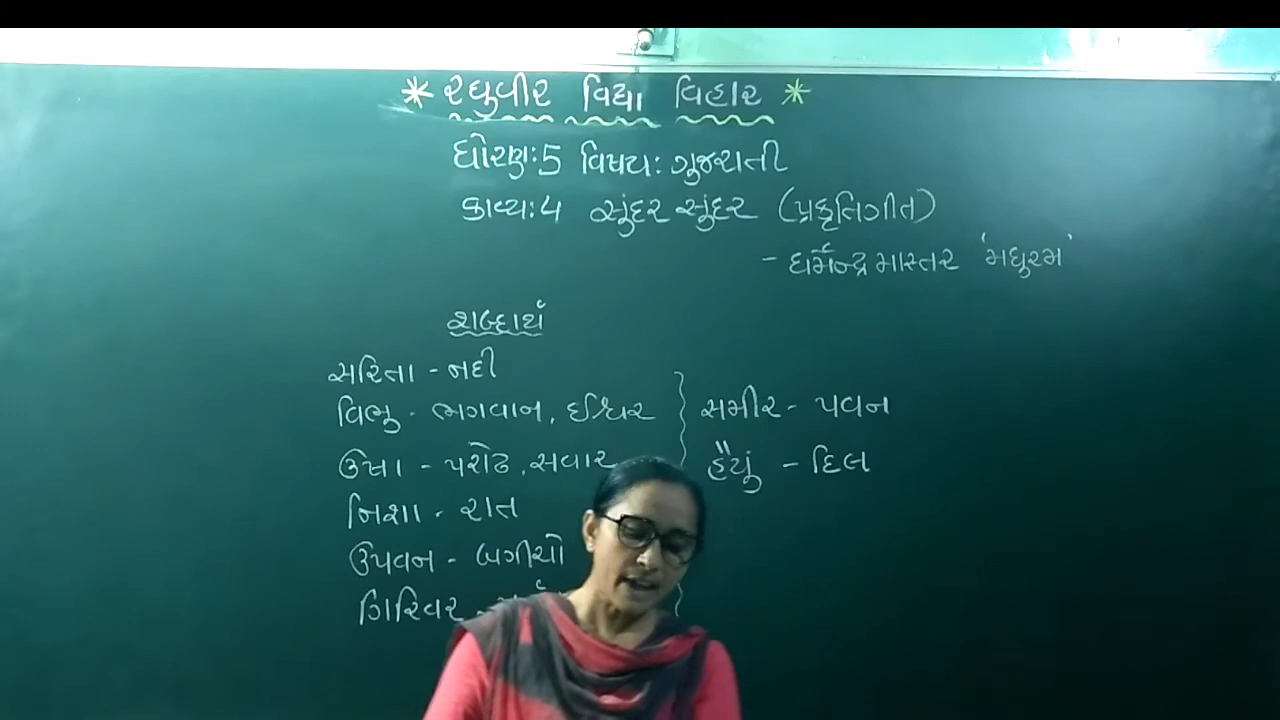 * રઘુવીર વિદ્યા વિહાર *
ધોરણ:5 વિષય: ગુજરાતી
કાવ્ય:4 સુંદર સુંદર (પ્રકૃતિગીત)
- ધર્મેન્દ્ર માસ્તર 'મધુરમ'
શબ્દાર્થ
સરિતા - નદી
વિભુ - ભગવાન, ઈશ્વર
ઉષા - પરોઢ, સવાર
નિશા - રાત
ઉપવન - બગીચો
ગિરિવર -
સમીર - પવન
હૈયું - દિલ